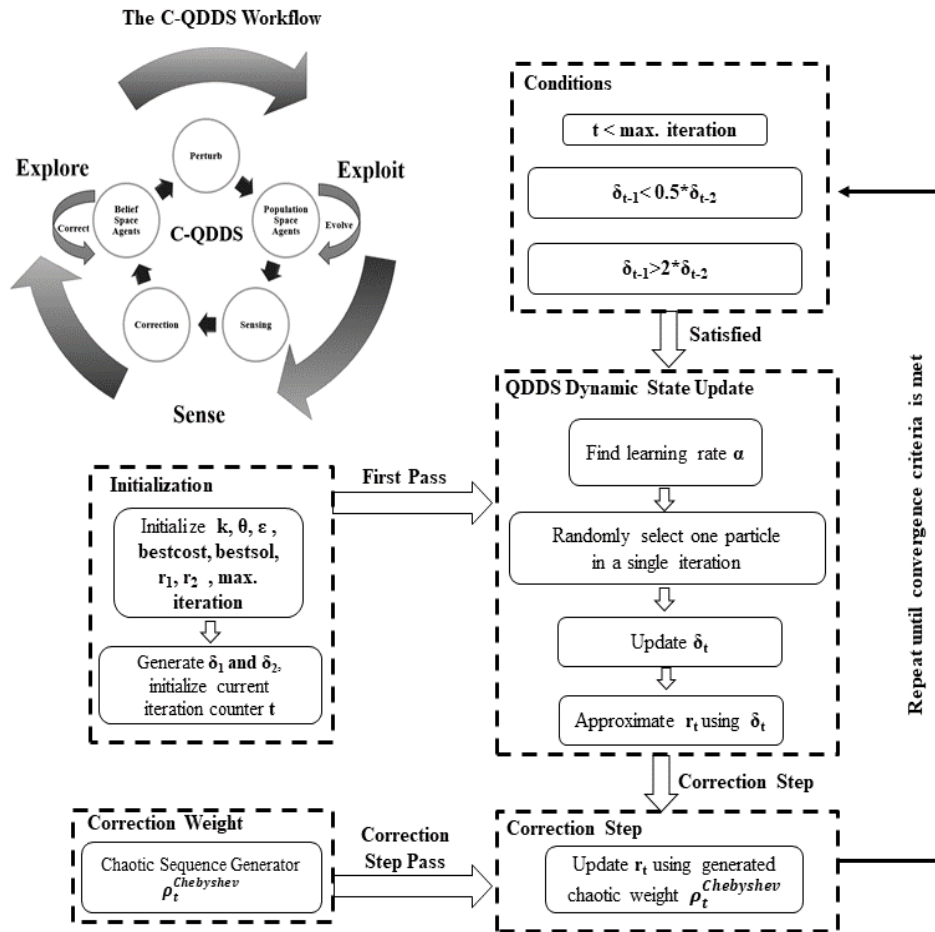 The C-QDDS Workflow
Explore
Exploit
Sense
Perturb
Belief
Space
Agents
Population
Space
Agents
Correct
Evolve
C-QDDS
Correction
Sensing
Conditions
t < max. iteration
δt-1< 0.5*δt-2
δt-1>2*δt-2
Satisfied
QDDS Dynamic State Update
Find learning rate α
Randomly select one particle
in a single iteration
Update δt
Approximate rt using δt
Initialization
Initialize k, θ, ε ,
bestcost, bestsol,
r1, r2 , max.
iteration
Generate δ1 and δ2,
initialize current
iteration counter t
First Pass
Correction Step
Correction Weight
Chaotic Sequence Generator
ρt^Chebyshev
Correction
Step Pass
Correction Step
Update rt using generated
chaotic weight ρt^Chebyshev
Repeat until convergence criteria is met